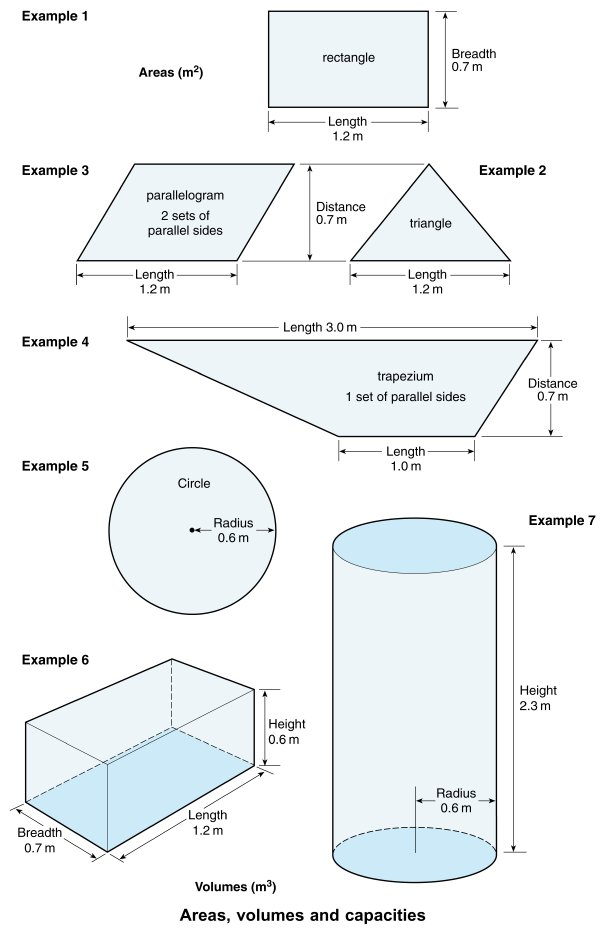 Example 1
rectangle
Breadth
0.7 m
Areas (m²)
Length
1.2 m
Example 3
Example 2
parallelogram
2 sets of
parallel sides
Distance
0.7 m
triangle
Length
1.2 m
Length
1.2 m
Length 3.0 m
Example 4
trapezium
1 set of parallel sides
Distance
0.7 m
Length
1.0 m
Example 5
Circle
Radius
0.6 m
Example 7
Height
2.3 m
Radius
0.6 m
Example 6
Height
0.6 m
Length
1.2 m
Breadth
0.7 m
Volumes (m³)
Areas, volumes and capacities